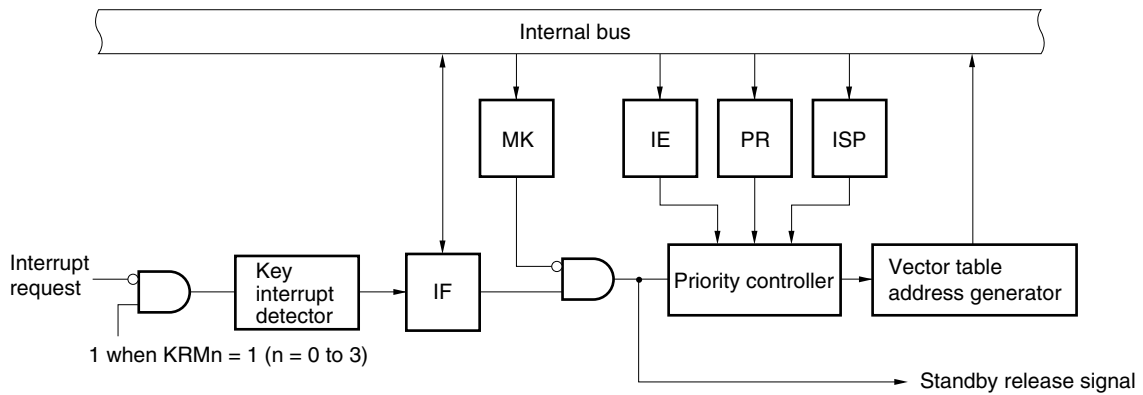 Internal bus
MK
IE
PR
ISP
Interrupt
request
Key
interrupt
detector
IF
Priority controller
Vector table
address generator
1 when KRMn = 1 (n = 0 to 3)
Standby release signal